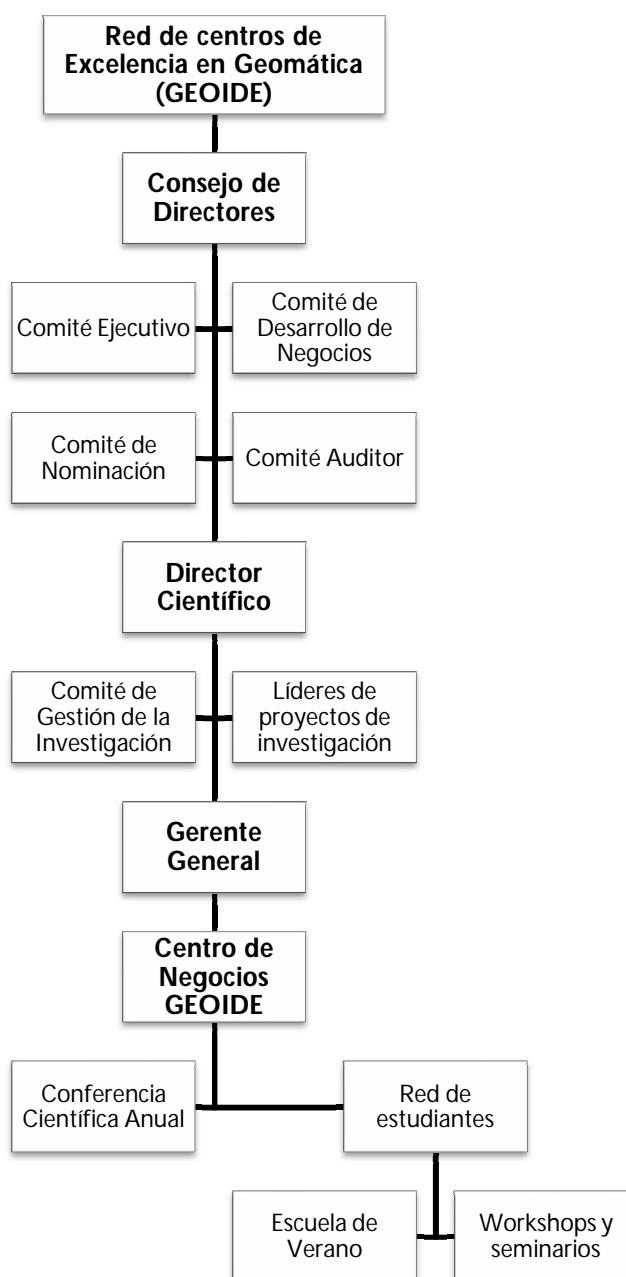 Red de centros de
Excelencia en Geomática
(GEOIDE)
Consejo de
Directores
Comité Ejecutivo
Comité de
Desarrollo de
Negocios
Comité de
Nominación
Comité Auditor
Director
Científico
Comité de
Gestión de la
Investigación
Líderes de
proyectos de
investigación
Gerente
General
Centro de
Negocios
GEOIDE
Conferencia
Científica Anual
Red de
estudiantes
Escuela de
Verano
Workshops y
seminarios